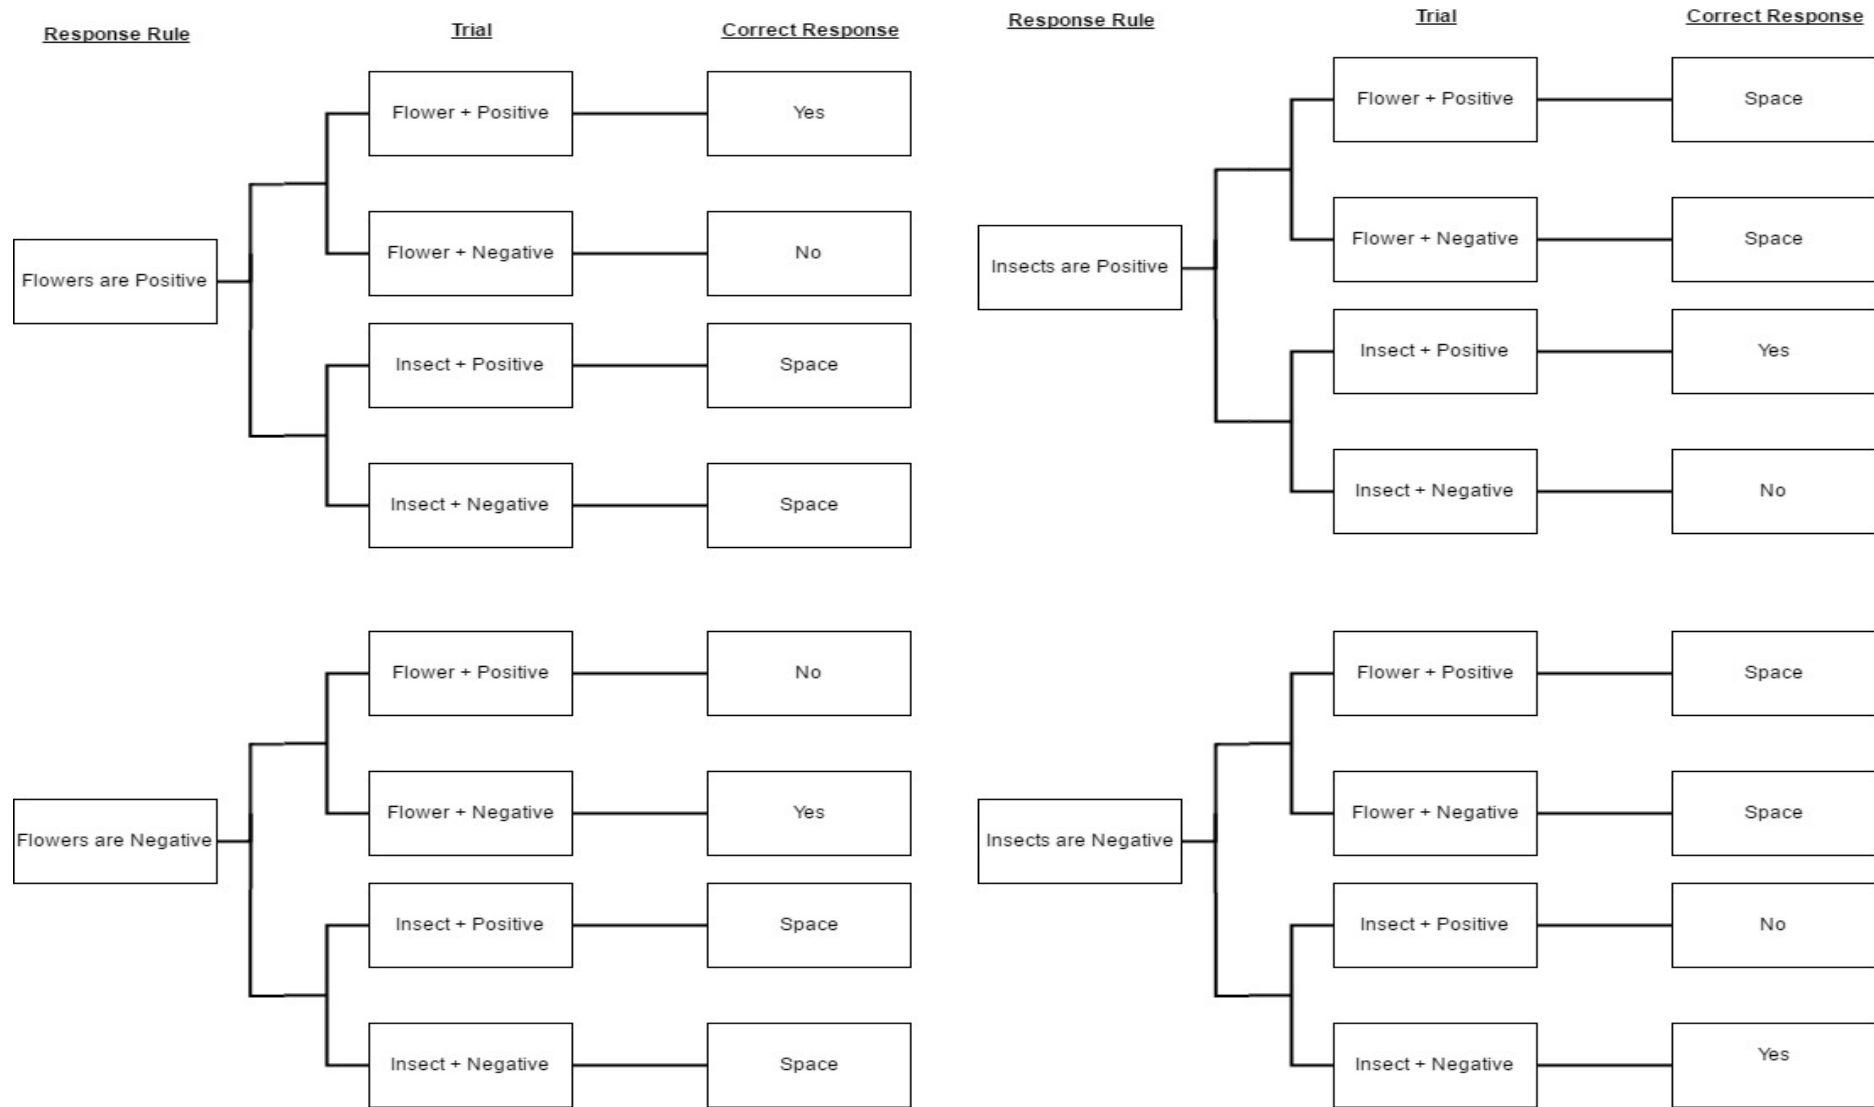 Response Rule
Trial
Correct Response
Flowers are Positive
Flower + Positive
Yes
Flower + Negative
No
Insect + Positive
Space
Insect + Negative
Space
Response Rule
Trial
Correct Response
Insects are Positive
Flower + Positive
Space
Flower + Negative
Space
Insect + Positive
Yes
Insect + Negative
No
Flowers are Negative
Flower + Positive
No
Flower + Negative
Yes
Insect + Positive
Space
Insect + Negative
Space
Insects are Negative
Flower + Positive
Space
Flower + Negative
Space
Insect + Positive
No
Insect + Negative
Yes